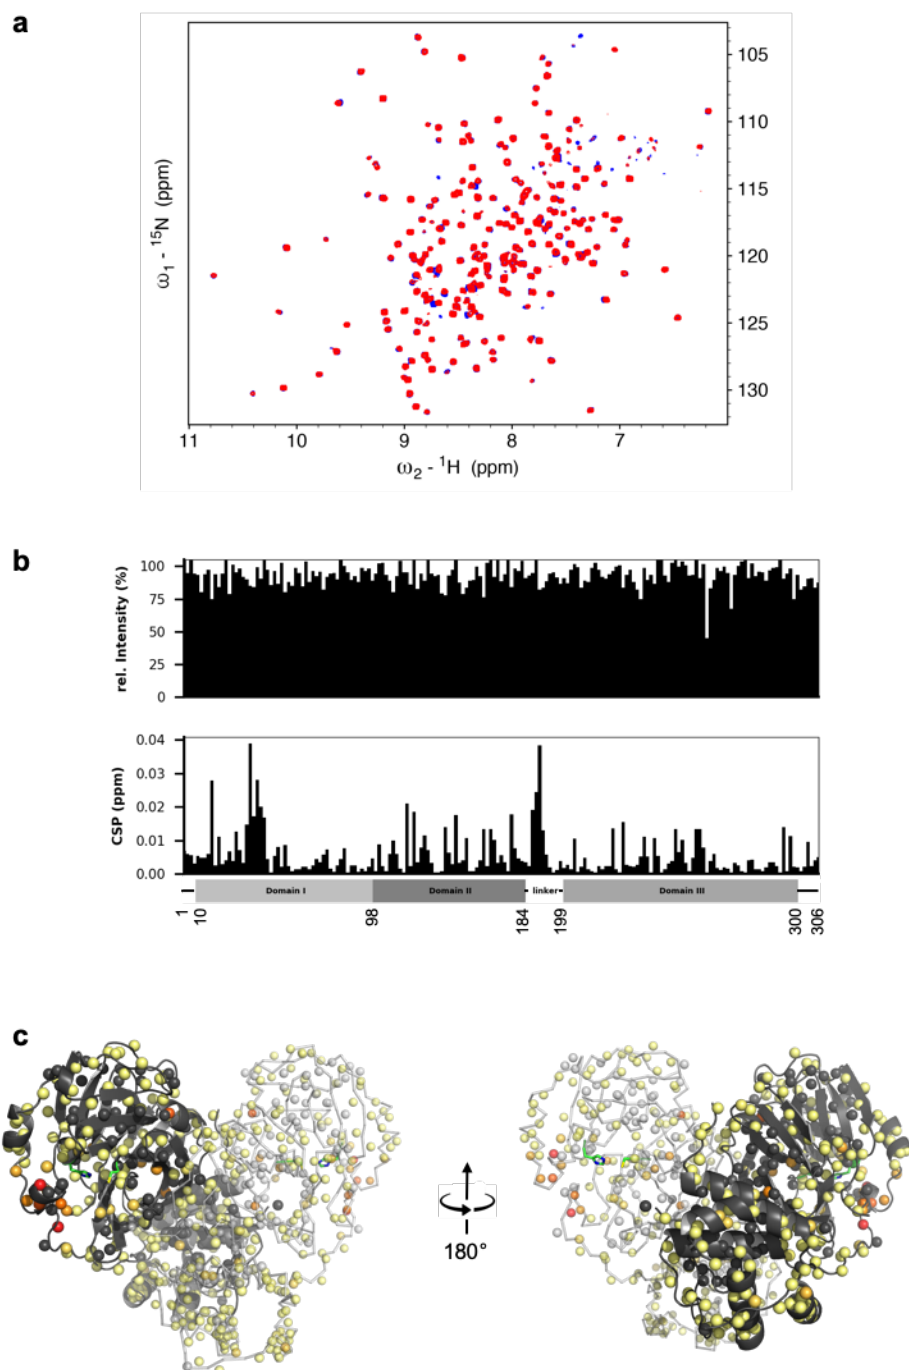 a
105
110
115
120
125
130
ω₁ - ¹⁵N (ppm)
11 10 9 8 7
ω₂ - ¹H (ppm)
b
100
75
50
25
0
rel. Intensity (%)
0.04
0.03
0.02
0.01
0.00
CSP (ppm)
Domain I Domain II linker Domain III
1 10 98 184 199 300 306
c
180°